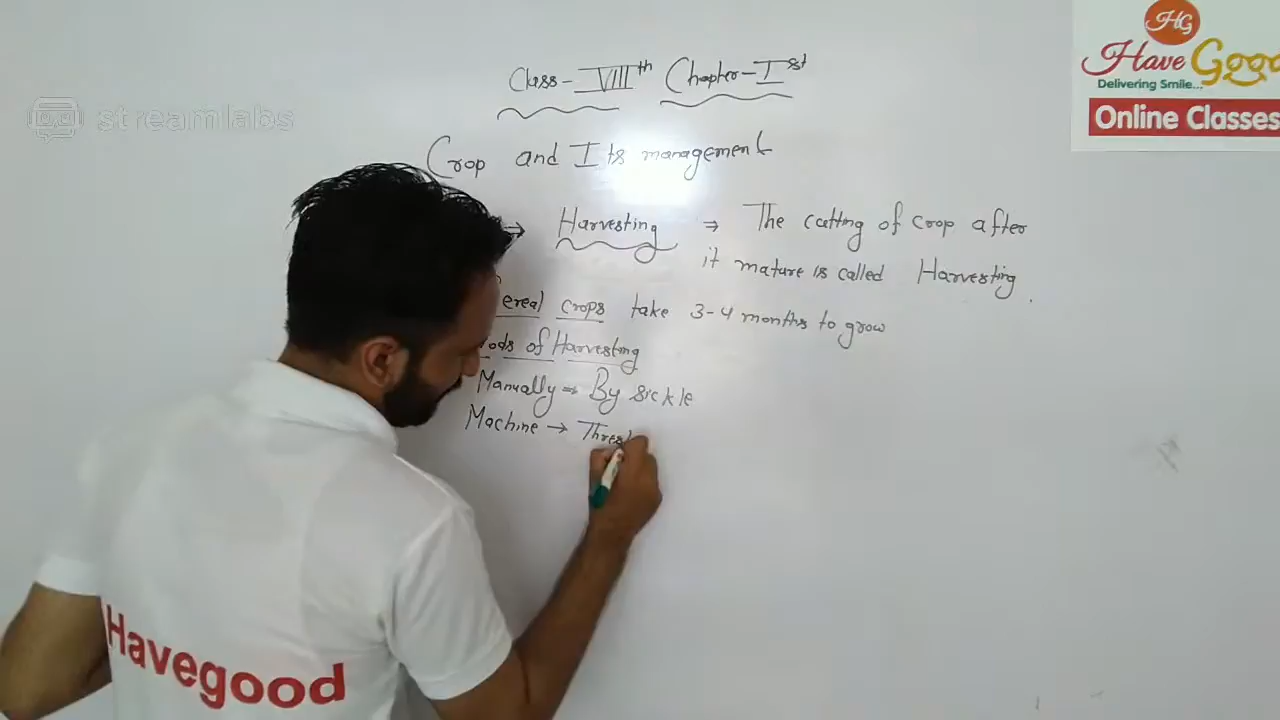 streamlabs
HG
Have Good
Delivering Smile...
Online Classes
Class-VIIIth Chapter-Ist
Crop and Its management
→ Harvesting ⇒ The cutting of crop after
it mature is called Harvesting.
ereal crops take 3-4 months to grow
ods of Harvesting
Manually → By sickle
Machine → Thresh
Havegood